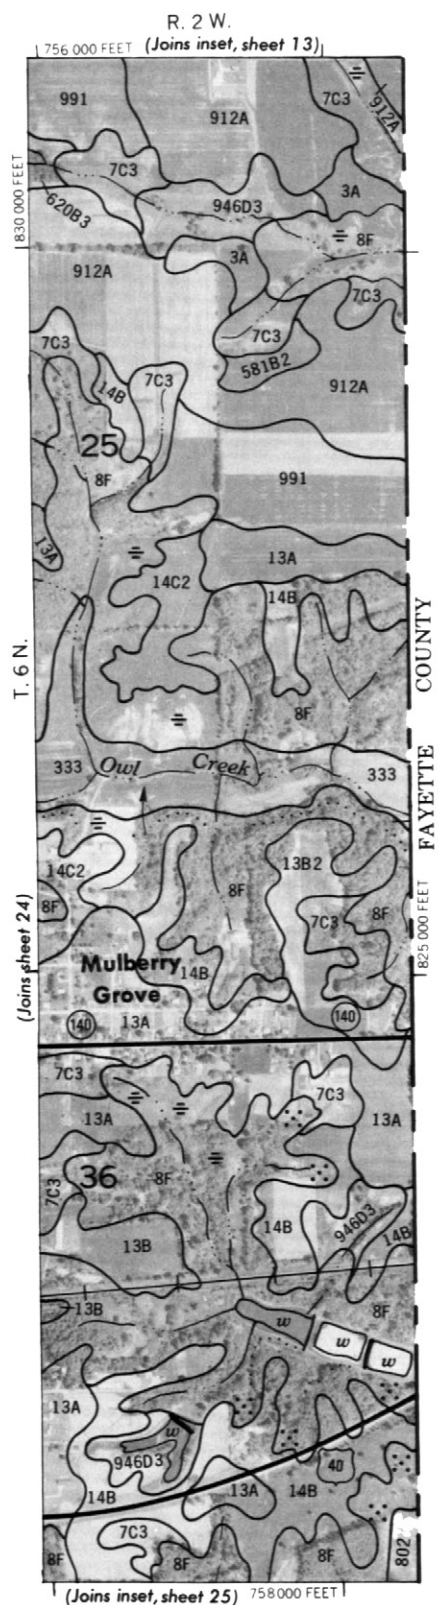 R. 2 W.
756 000 FEET (Joins inset, sheet 13)
991
912A
7C3
912A
7C3
830 000 FEET
620B3
946D3
3A
8F
3A
912A
7C3
7C3
7C3
7C3
581B2
14B
912A
25
8F
991
13A
13A
14C2
14B
T. 6 N.
COUNTY
8F
333 Owl Creek 333
FAYETTE
14C2
13B2
8F
8F
7C3
8F
825 000 FEET
(Joins sheet 24)
Mulberry
14B
Grove
140 13A 140
7C3
7C3
13A
13A
36
8F
7C3
946D3
14B
14B
13B
13B
8F
w
w
w
13A
w
946D3
40
13A
14B
14B
7C3
802
8F
8F
8F
(Joins inset, sheet 25) 758000 FEET